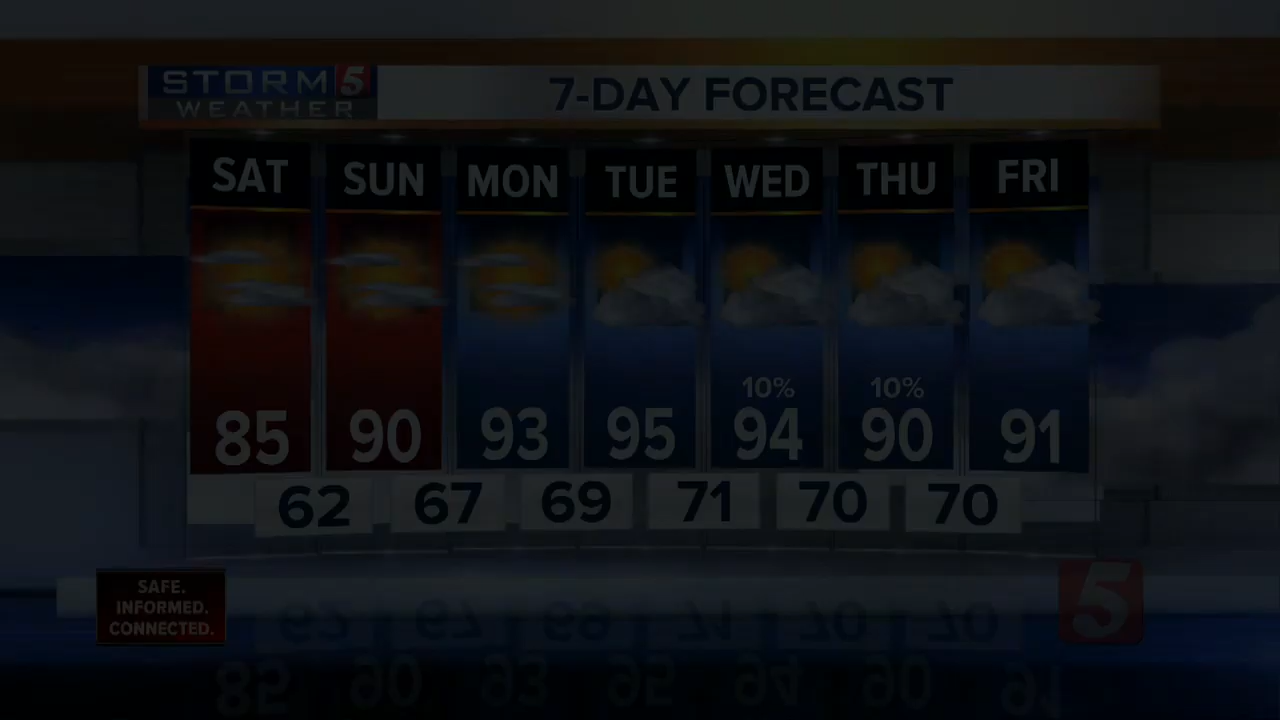 STORM 5
WEATHER
7-DAY FORECAST
SAT SUN MON TUE WED THU FRI
10% 10%
85 90 93 95 94 90 91
62 67 69 71 70 70
SAFE.
INFORMED.
CONNECTED.
5